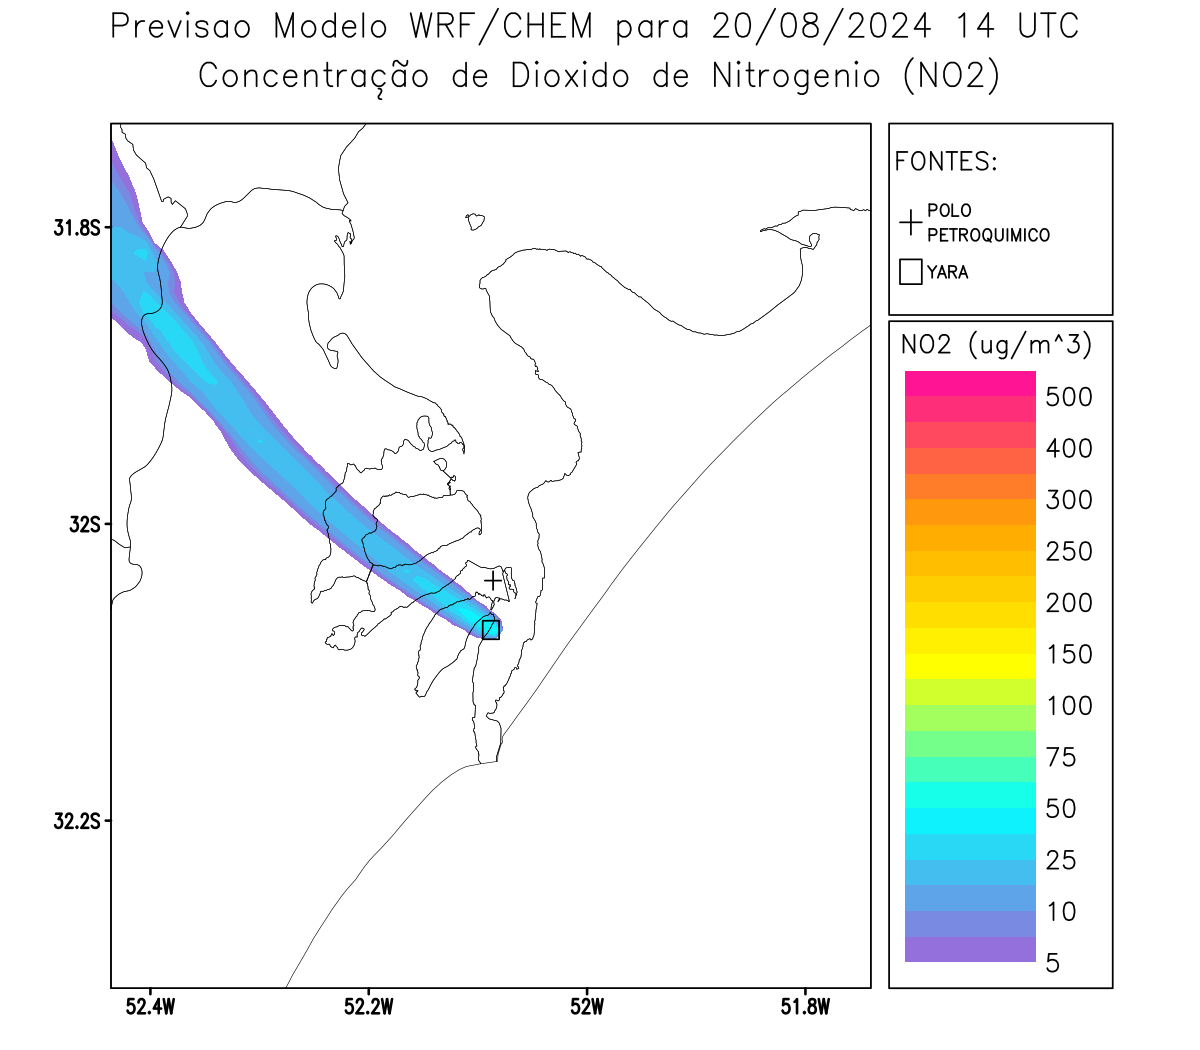 Previsao Modelo WRF/CHEM para 20/08/2024 14 UTC
Concentração de Dioxido de Nitrogenio (NO2)
FONTES:
POLO
PETROQUIMICO
YARA
NO2 (ug/m^3)
500
400
300
250
200
150
100
75
50
25
10
5
31.8S
32S
32.2S
52.4W
52.2W
52W
51.8W